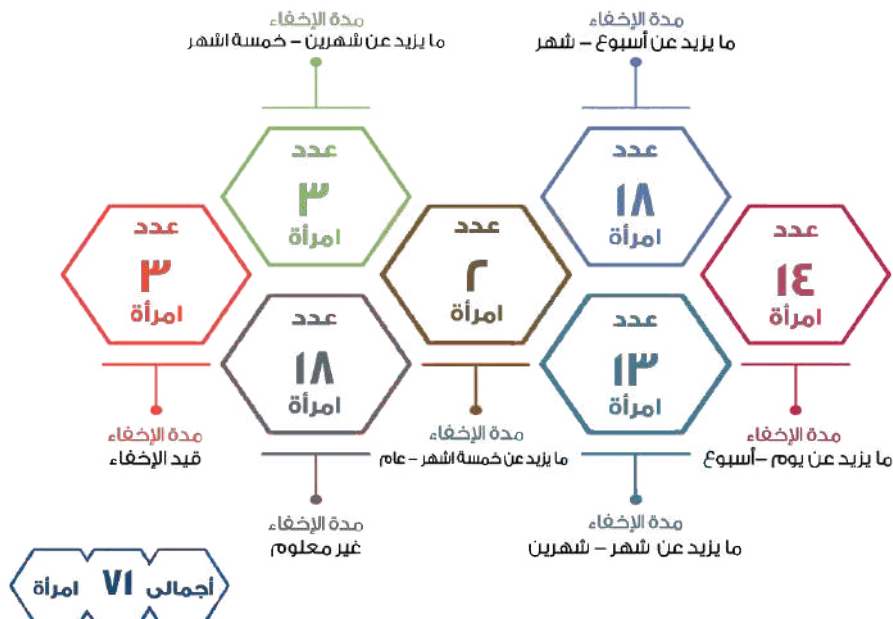 مدة الإخفاء
ما يزيد عن أسبوع – شهر
مدة الإخفاء
ما يزيد عن شهرين – خمسة اشهر
عدد
١٨
امرأة
عدد
٣
امرأة
عدد
١٤
امرأة
عدد
٢
امرأة
عدد
٣
امرأة
عدد
١٣
امرأة
عدد
١٨
امرأة
مدة الإخفاء
ما يزيد عن يوم –أسبوع
مدة الإخفاء
ما يزيد عن خمسة اشهر – عام
مدة الإخفاء
قيد الإخفاء
مدة الإخفاء
ما يزيد عن شهر – شهرين
مدة الإخفاء
غير معلوم
أجمالى ٧١ امرأة